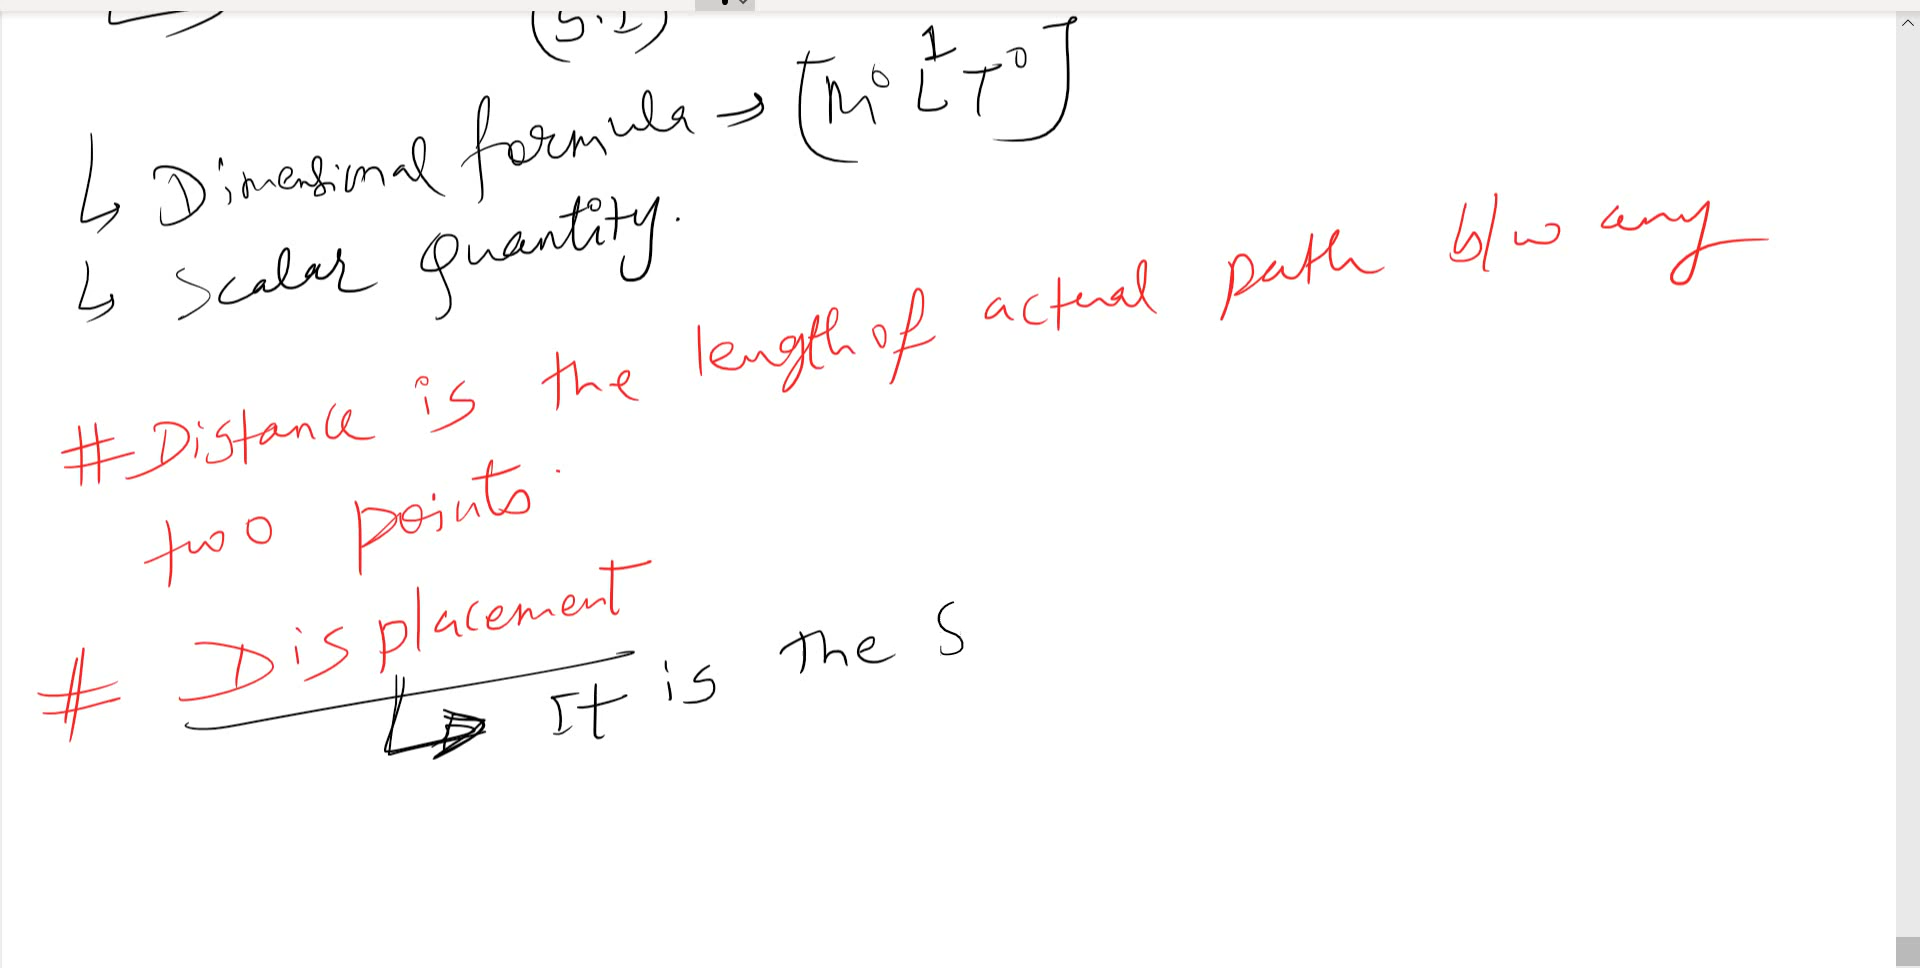 (S.I)
↳ Dimensional formula ⇒ [M⁰ L¹ T⁰]
↳ Scalar quantity.
# Distance is the length of actual path b/w any
two points.
# Displacement
↳ It is the S